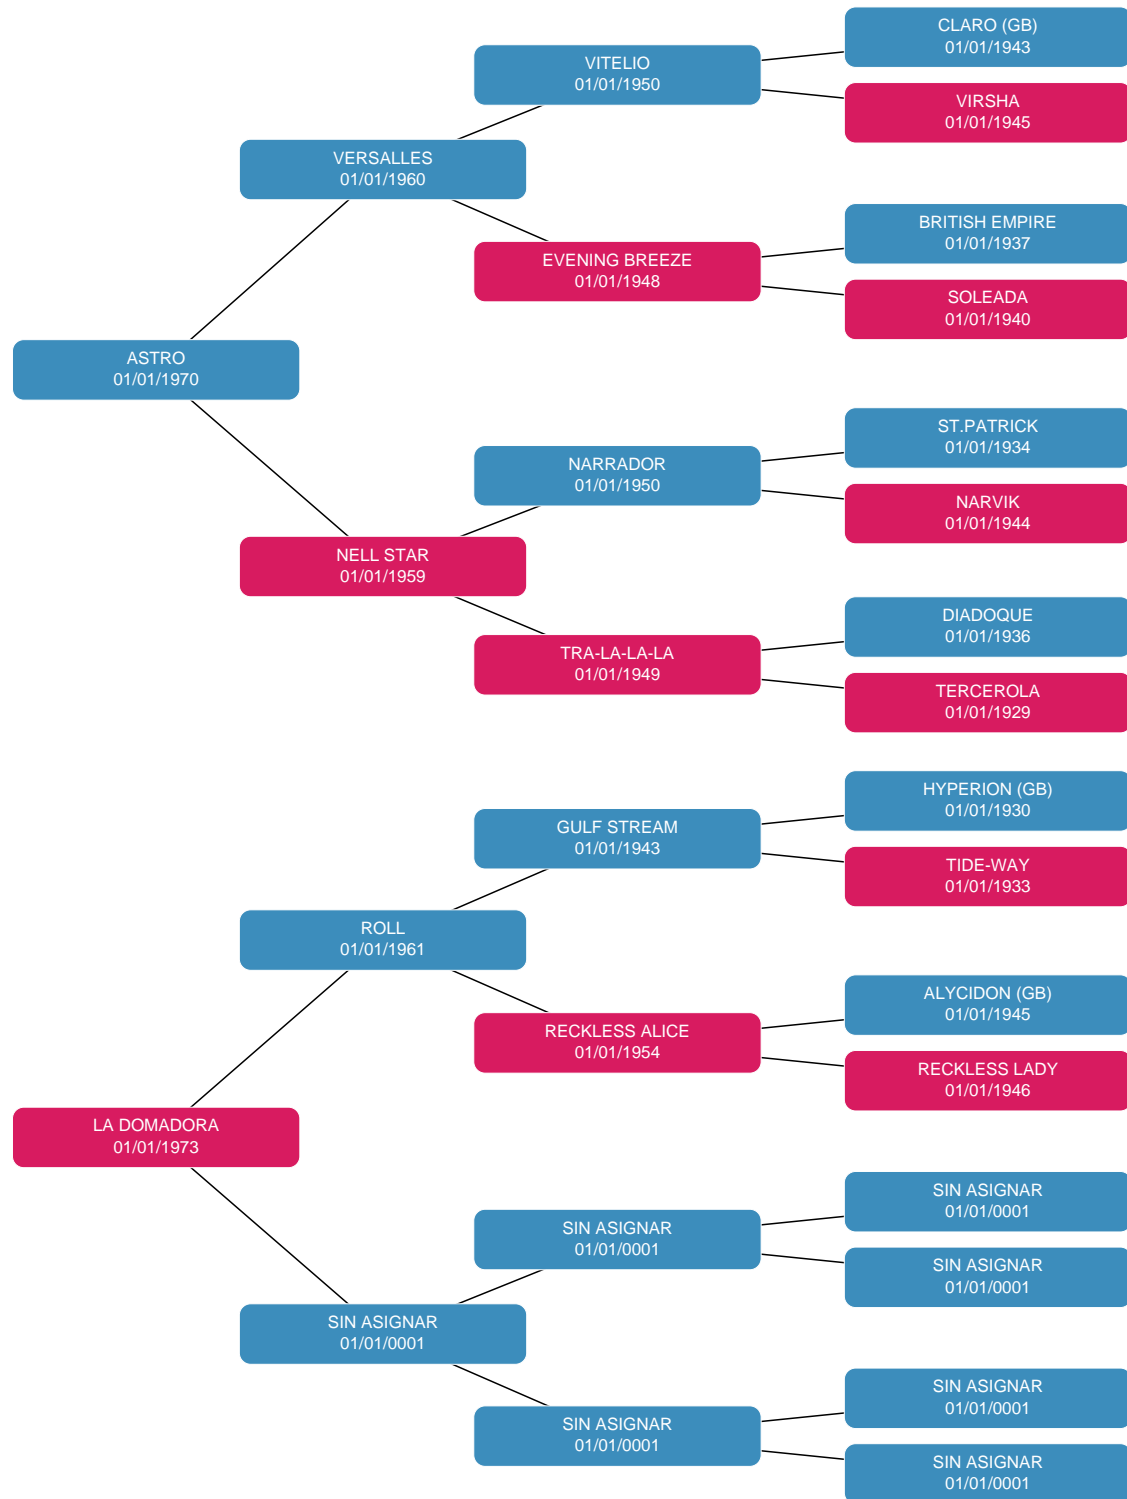 CLARO (GB)
01/01/1943
VITELIO
01/01/1950
VIRSHA
01/01/1945
VERSALLES
01/01/1960
BRITISH EMPIRE
01/01/1937
EVENING BREEZE
01/01/1948
SOLEADA
01/01/1940
ASTRO
01/01/1970
ST.PATRICK
01/01/1934
NARRADOR
01/01/1950
NARVIK
01/01/1944
NELL STAR
01/01/1959
DIADOQUE
01/01/1936
TRA-LA-LA-LA
01/01/1949
TERCEROLA
01/01/1929
HYPERION (GB)
01/01/1930
GULF STREAM
01/01/1943
TIDE-WAY
01/01/1933
ROLL
01/01/1961
ALYCIDON (GB)
01/01/1945
RECKLESS ALICE
01/01/1954
RECKLESS LADY
01/01/1946
LA DOMADORA
01/01/1973
SIN ASIGNAR
01/01/0001
SIN ASIGNAR
01/01/0001
SIN ASIGNAR
01/01/0001
SIN ASIGNAR
01/01/0001
SIN ASIGNAR
01/01/0001
SIN ASIGNAR
01/01/0001
SIN ASIGNAR
01/01/0001